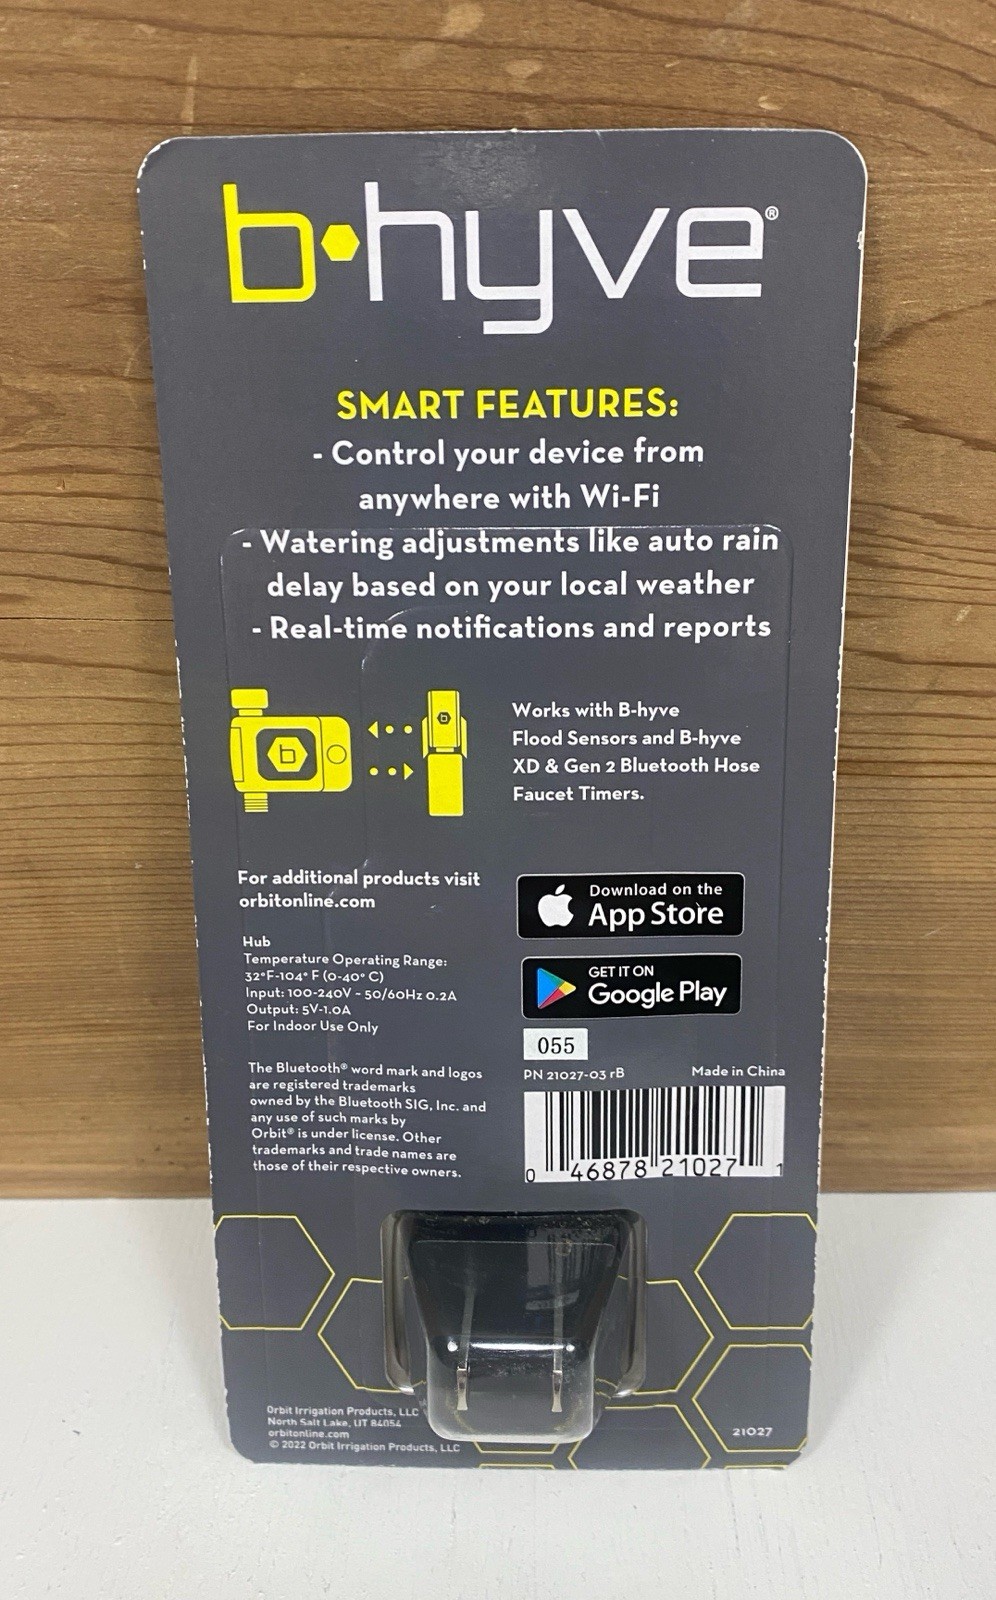 b·hyve®
SMART FEATURES:
- Control your device from
anywhere with Wi-Fi
- Watering adjustments like auto rain
delay based on your local weather
- Real-time notifications and reports
b
b
Works with B-hyve
Flood Sensors and B-hyve
XD & Gen 2 Bluetooth Hose
Faucet Timers.
For additional products visit
orbitonline.com
Hub
Temperature Operating Range:
32°F-104° F (0-40° C)
Input: 100-240V ~ 50/60Hz 0.2A
Output: 5V-1.0A
For Indoor Use Only
The Bluetooth® word mark and logos
are registered trademarks
owned by the Bluetooth SIG, Inc. and
any use of such marks by
Orbit® is under license. Other
trademarks and trade names are
those of their respective owners.
Download on the
App Store
GET IT ON
Google Play
055
PN 21027-03 rB Made in China
0 46878 21027 1
Orbit Irrigation Products, LLC
North Salt Lake, UT 84054
orbitonline.com
© 2022 Orbit Irrigation Products, LLC
21027